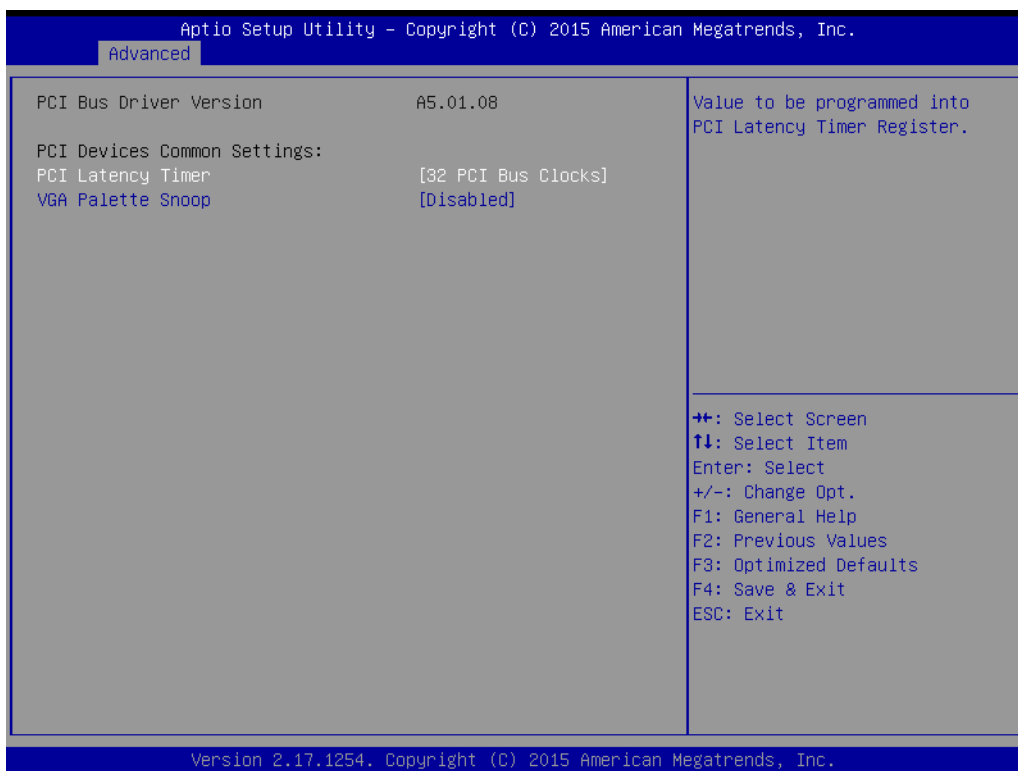 Aptio Setup Utility – Copyright (C) 2015 American Megatrends, Inc.
Advanced
PCI Bus Driver Version A5.01.08
PCI Devices Common Settings:
PCI Latency Timer [32 PCI Bus Clocks]
VGA Palette Snoop [Disabled]
Value to be programmed into
PCI Latency Timer Register.
→←: Select Screen
↑↓: Select Item
Enter: Select
+/-: Change Opt.
F1: General Help
F2: Previous Values
F3: Optimized Defaults
F4: Save & Exit
ESC: Exit
Version 2.17.1254. Copyright (C) 2015 American Megatrends, Inc.